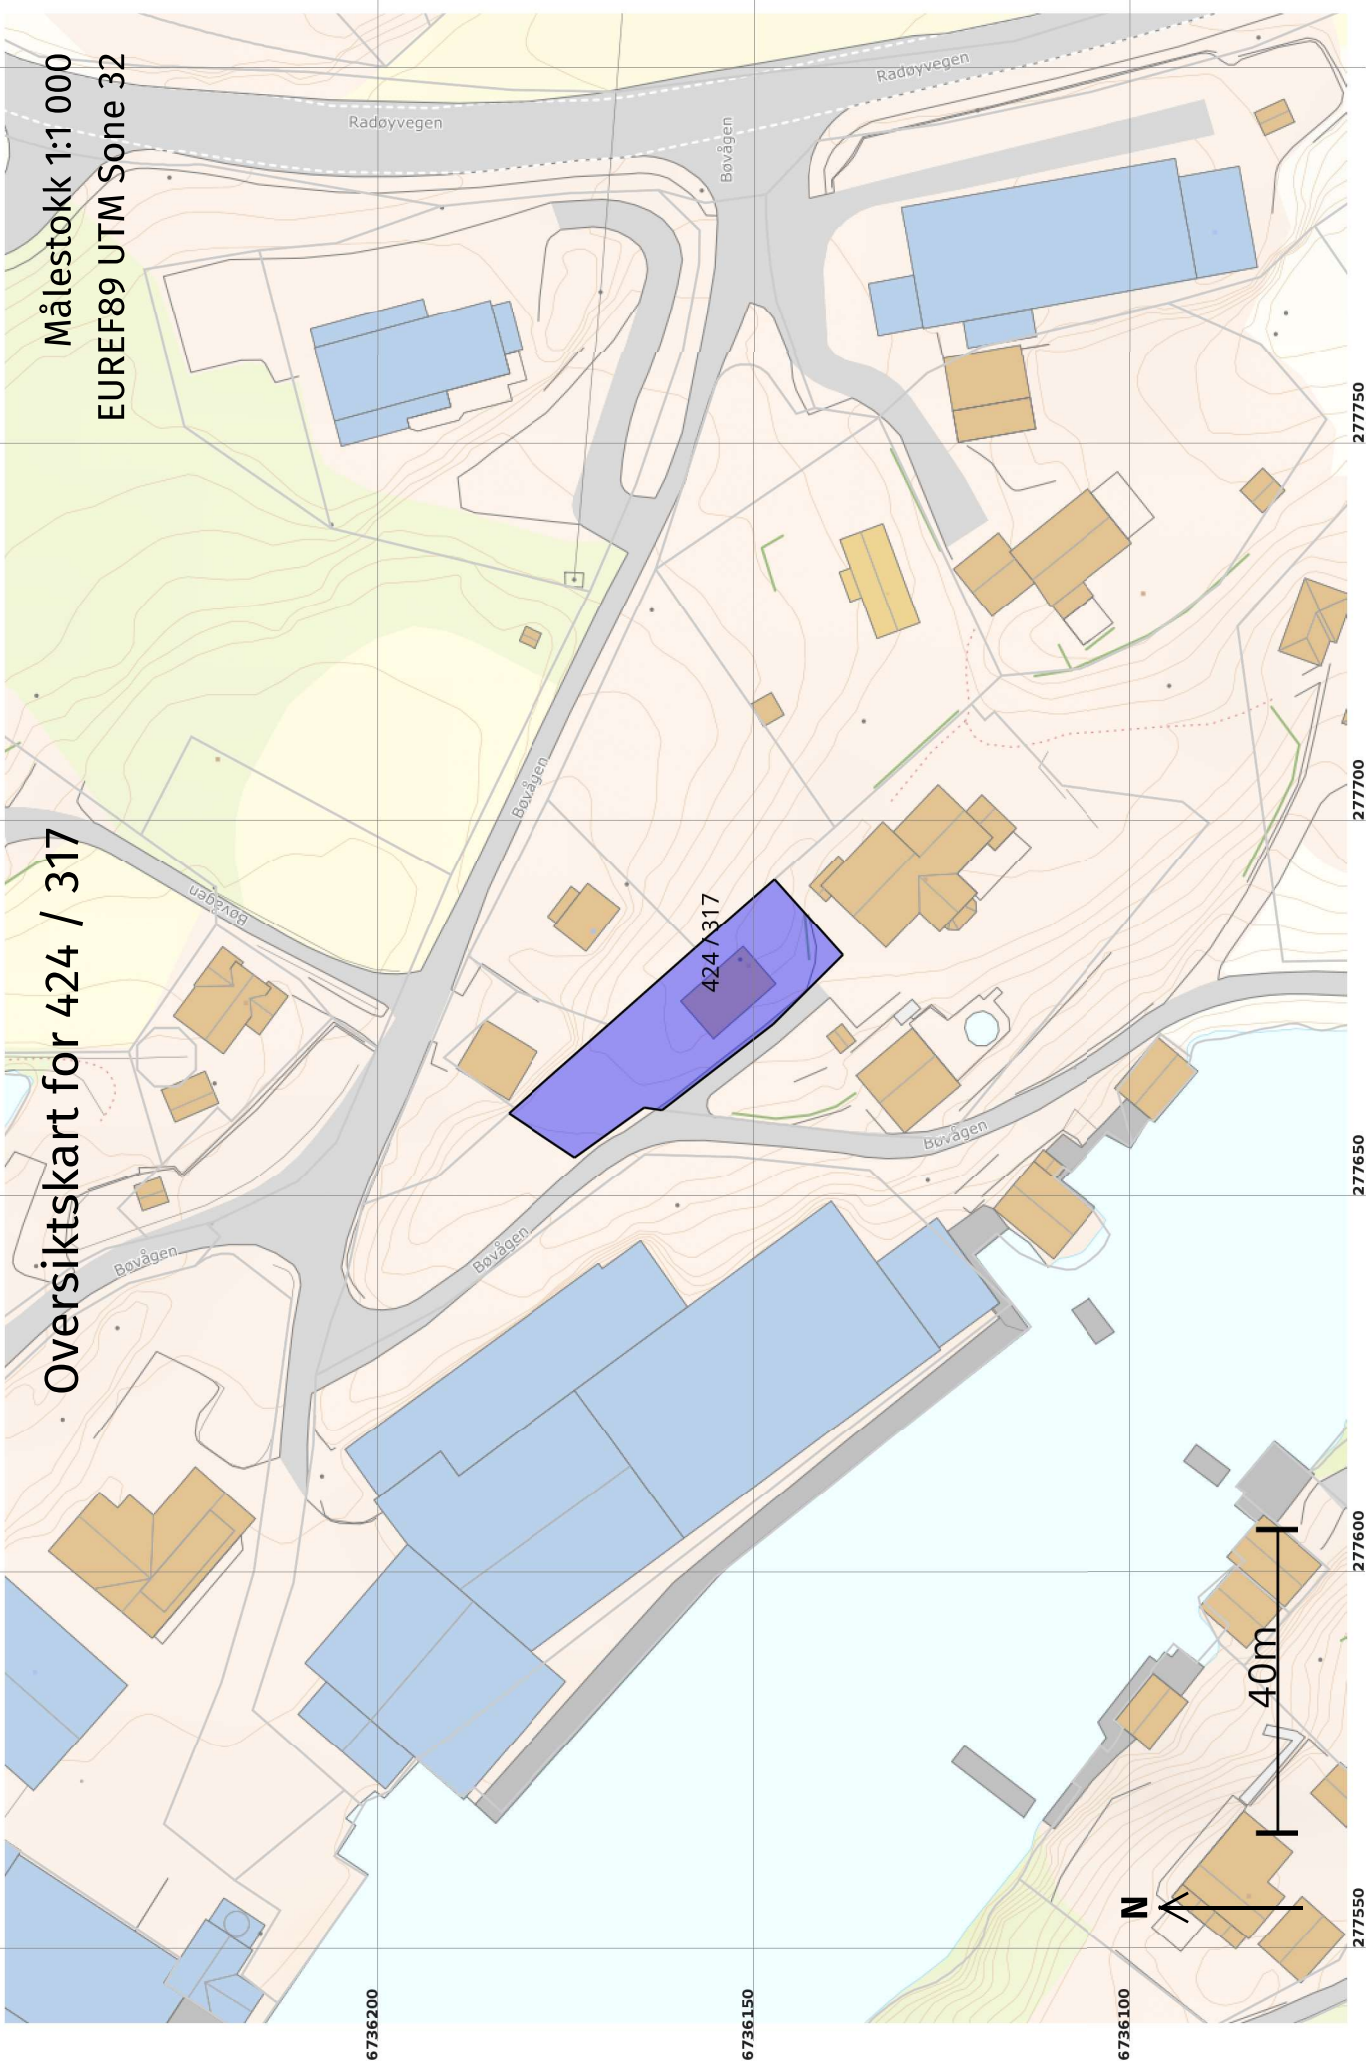 Oversiktskart for 424 / 317
Målestokk 1:1 000
EUREF89 UTM Sone 32
Radøyvegen
Radøyvegen
Bøvågen
Bøvågen
Bøvågen
Bøvågen
Bøvågen
Bøvågen
424 / 317
N
40m
6736200
6736150
6736100
277550
277600
277650
277700
277750